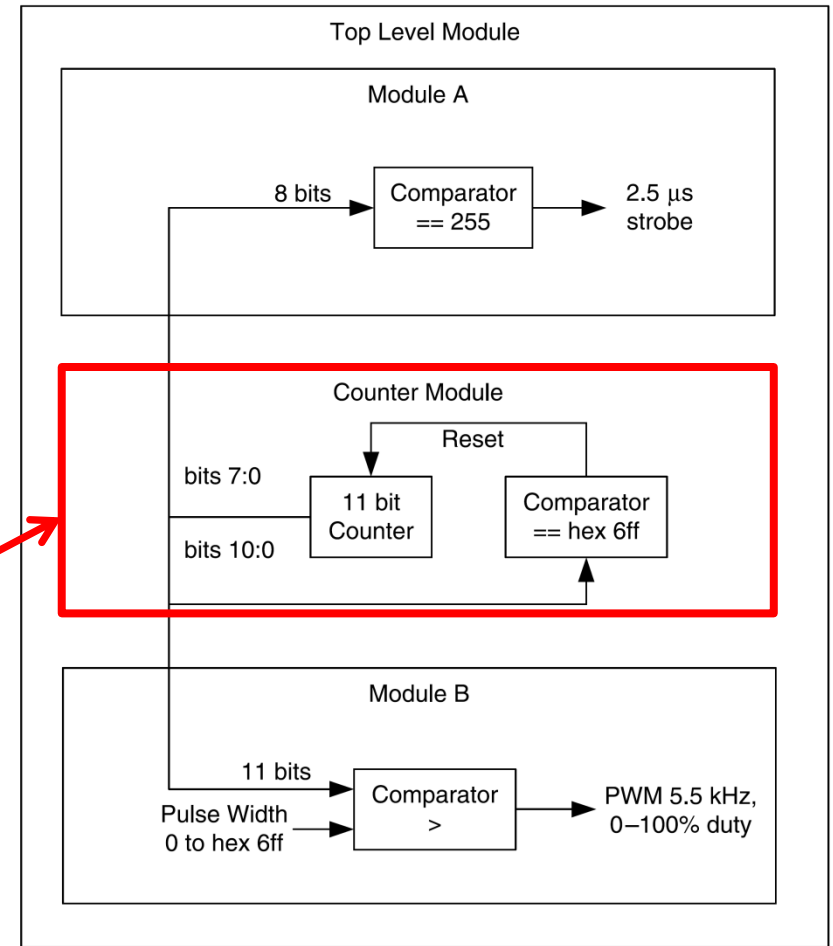 Top Level Module
Module A
8 bits
Comparator
== 255
2.5 μs
strobe
Counter Module
Reset
bits 7:0
11 bit
Counter
Comparator
== hex 6ff
bits 10:0
Module B
11 bits
Pulse Width
0 to hex 6ff
Comparator
>
PWM 5.5 kHz,
0–100% duty